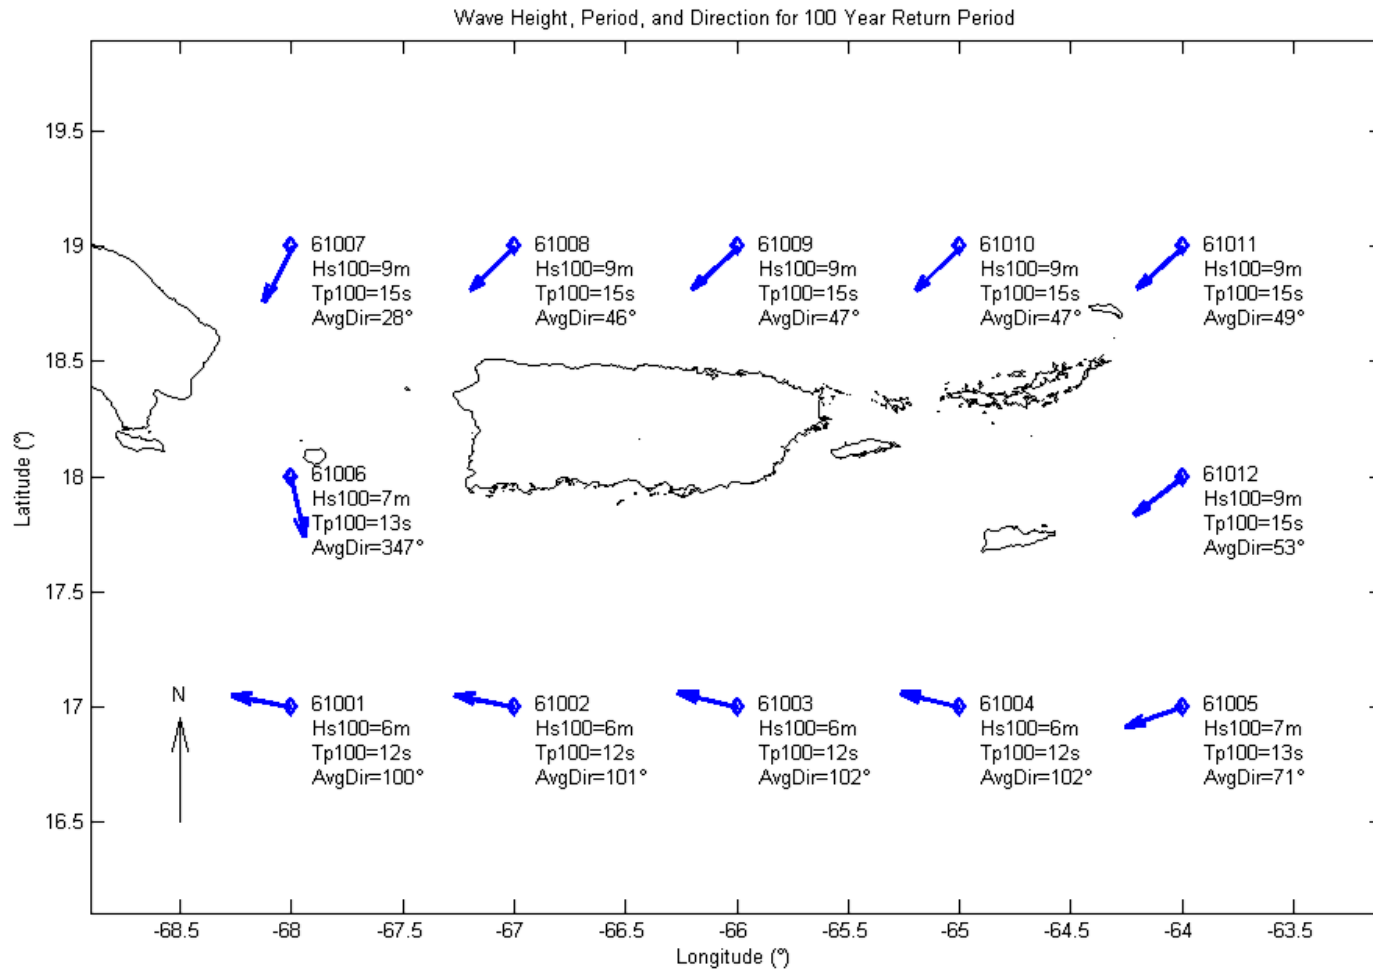 Wave Height, Period, and Direction for 100 Year Return Period
19.5
19
18.5
18
17.5
17
16.5
Latitude (°)
61007
Hs100=9m
Tp100=15s
AvgDir=28°
61008
Hs100=9m
Tp100=15s
AvgDir=46°
61009
Hs100=9m
Tp100=15s
AvgDir=47°
61010
Hs100=9m
Tp100=15s
AvgDir=47°
61011
Hs100=9m
Tp100=15s
AvgDir=49°
61006
Hs100=7m
Tp100=13s
AvgDir=347°
61012
Hs100=9m
Tp100=15s
AvgDir=53°
N
61001
Hs100=6m
Tp100=12s
AvgDir=100°
61002
Hs100=6m
Tp100=12s
AvgDir=101°
61003
Hs100=6m
Tp100=12s
AvgDir=102°
61004
Hs100=6m
Tp100=12s
AvgDir=102°
61005
Hs100=7m
Tp100=13s
AvgDir=71°
-68.5 -68 -67.5 -67 -66.5 -66 -65.5 -65 -64.5 -64 -63.5
Longitude (°)